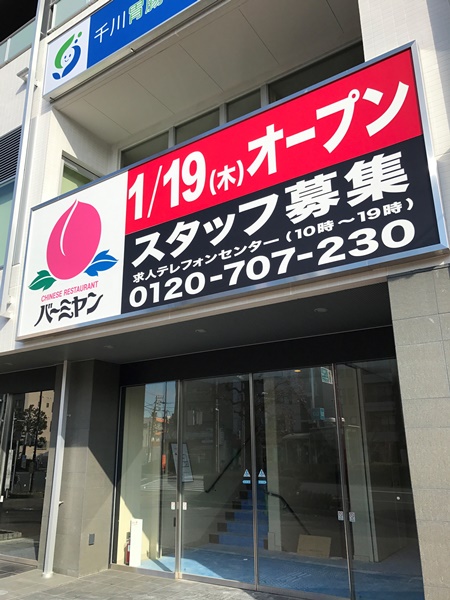 千川胃腸
1/19(木)オープン
スタッフ募集
求人テレフォンセンター(10時~19時)
0120-707-230
CHINESE RESTAURANT
バーミヤン